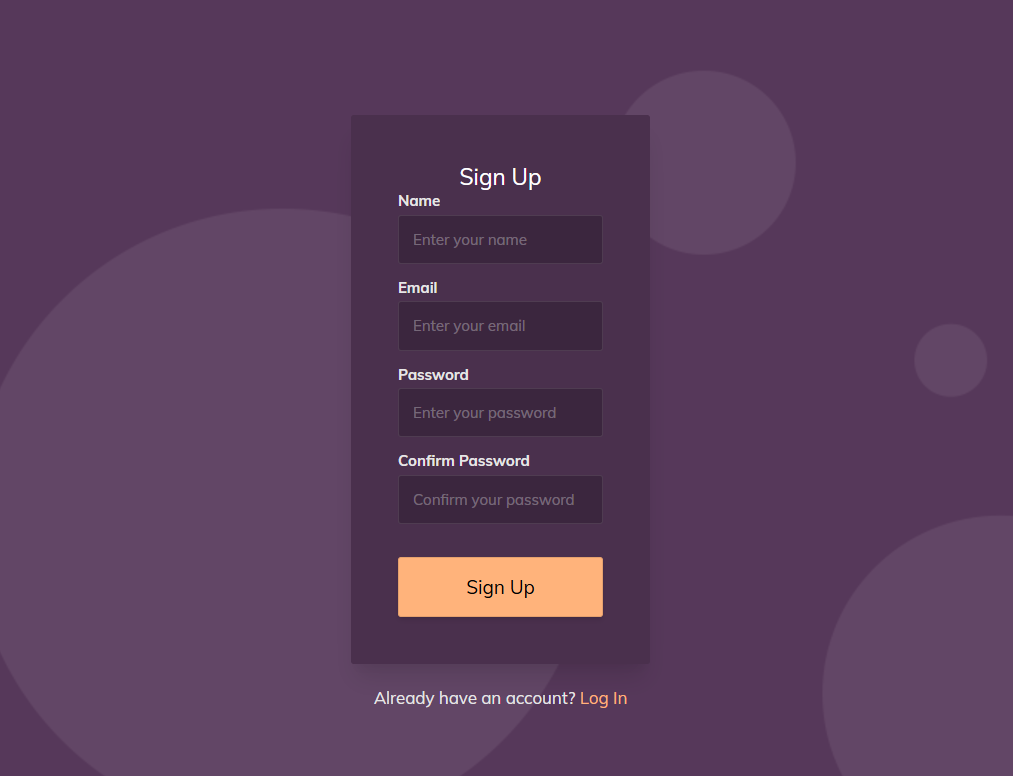 Sign Up
Name
Enter your name
Email
Enter your email
Password
Enter your password
Confirm Password
Confirm your password
Sign Up
Already have an account? Log In